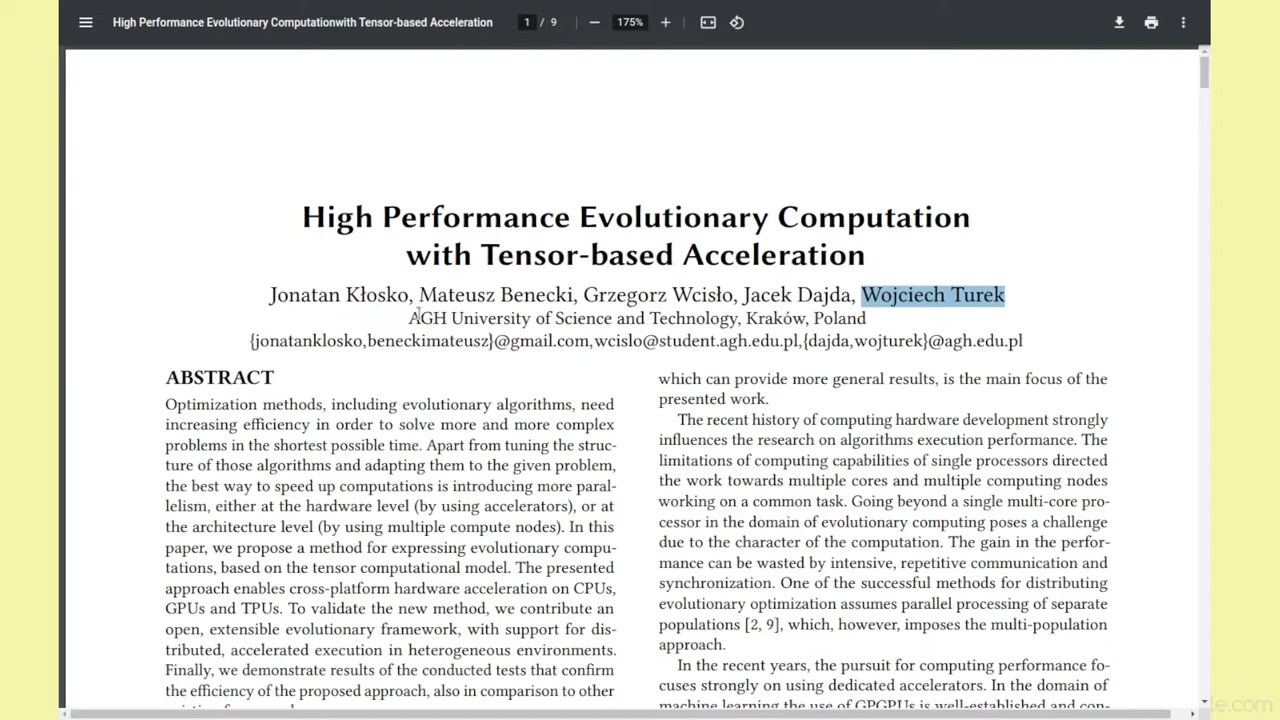 High Performance Evolutionary Computationwith Tensor-based Acceleration
1 / 9
175%
High Performance Evolutionary Computation
with Tensor-based Acceleration
Jonatan Kłosko, Mateusz Benecki, Grzegorz Wcisło, Jacek Dajda, Wojciech Turek
AGH University of Science and Technology, Kraków, Poland
{jonatanklosko,beneckimateusz}@gmail.com,wcislo@student.agh.edu.pl,{dajda,wojturek}@agh.edu.pl
ABSTRACT
Optimization methods, including evolutionary algorithms, need
increasing efficiency in order to solve more and more complex
problems in the shortest possible time. Apart from tuning the struc-
ture of those algorithms and adapting them to the given problem,
the best way to speed up computations is introducing more paral-
lelism, either at the hardware level (by using accelerators), or at
the architecture level (by using multiple compute nodes). In this
paper, we propose a method for expressing evolutionary compu-
tations, based on the tensor computational model. The presented
approach enables cross-platform hardware acceleration on CPUs,
GPUs and TPUs. To validate the new method, we contribute an
open, extensible evolutionary framework, with support for dis-
tributed, accelerated execution in heterogeneous environments.
Finally, we demonstrate results of the conducted tests that confirm
the efficiency of the proposed approach, also in comparison to other
which can provide more general results, is the main focus of the
presented work.
The recent history of computing hardware development strongly
influences the research on algorithms execution performance. The
limitations of computing capabilities of single processors directed
the work towards multiple cores and multiple computing nodes
working on a common task. Going beyond a single multi-core pro-
cessor in the domain of evolutionary computing poses a challenge
due to the character of the computation. The gain in the perfor-
mance can be wasted by intensive, repetitive communication and
synchronization. One of the successful methods for distributing
evolutionary optimization assumes parallel processing of separate
populations [2, 9], which, however, imposes the multi-population
approach.
In the recent years, the pursuit for computing performance fo-
cuses strongly on using dedicated accelerators. In the domain of
machine learning the use of GPGPUs is well-established and con-